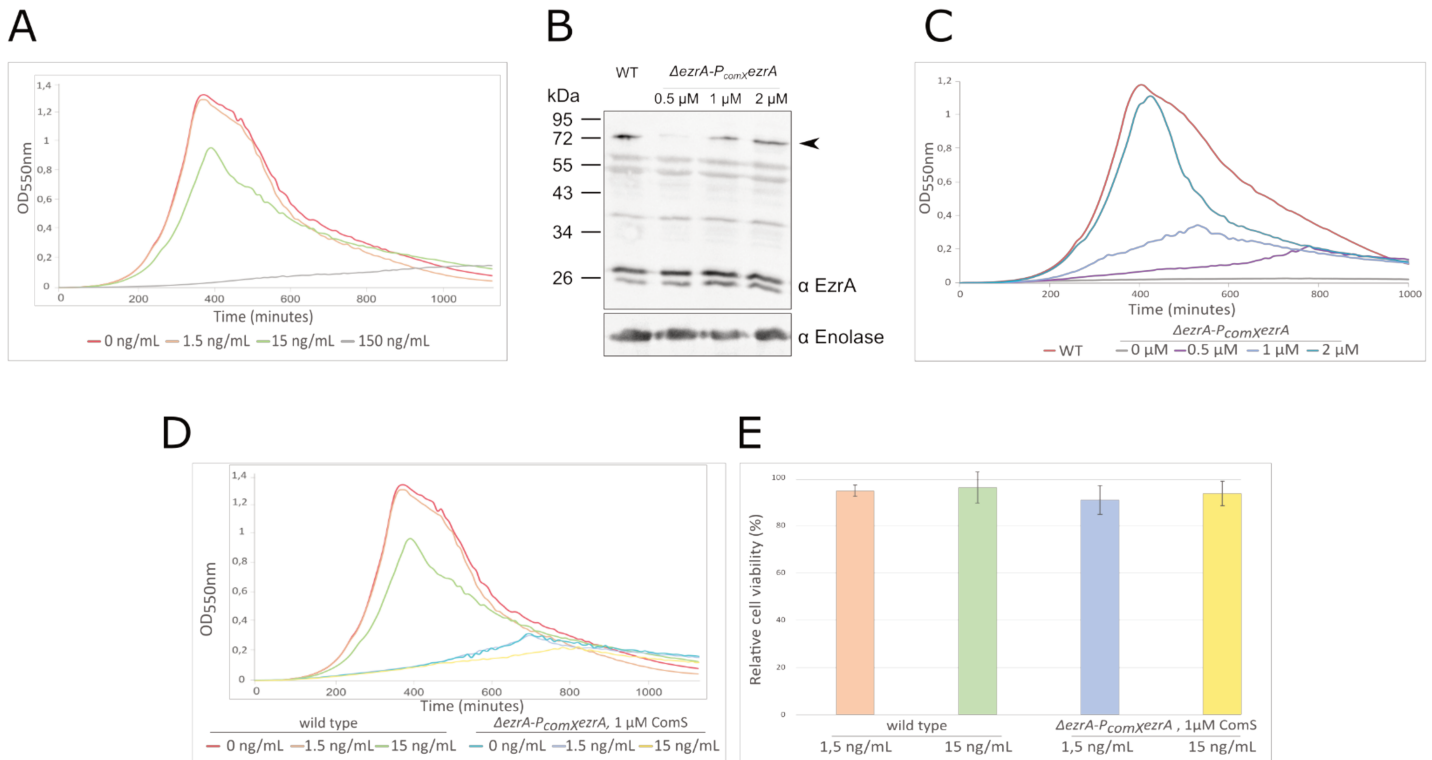 A
1,4
1,2
1
0,8
0,6
0,4
0,2
0
OD550nm
0 200 400 600 800 1000
Time (minutes)
0 ng/mL 1.5 ng/mL 15 ng/mL 150 ng/mL
B
WT ΔezrA-PcomXezrA
kDa 0.5 µM 1 µM 2 µM
95
72
55
43
34
26
α EzrA
α Enolase
C
1,2
1
0,8
0,6
0,4
0,2
0
OD550nm
0 200 400 600 800 1000
Time (minutes)
ΔezrA-PcomXezrA
WT 0 µM 0.5 µM 1 µM 2 µM
D
1,4
1,2
1
0,8
0,6
0,4
0,2
0
OD550nm
0 200 400 600 800 1000
Time (minutes)
wild type ΔezrA-PcomXezrA, 1 µM ComS
0 ng/mL 1.5 ng/mL 15 ng/mL 0 ng/mL 1.5 ng/mL 15 ng/mL
E
100
80
60
40
20
0
Relative cell viability (%)
wild type ΔezrA-PcomXezrA , 1µM ComS
1,5 ng/mL 15 ng/mL 1,5 ng/mL 15 ng/mL